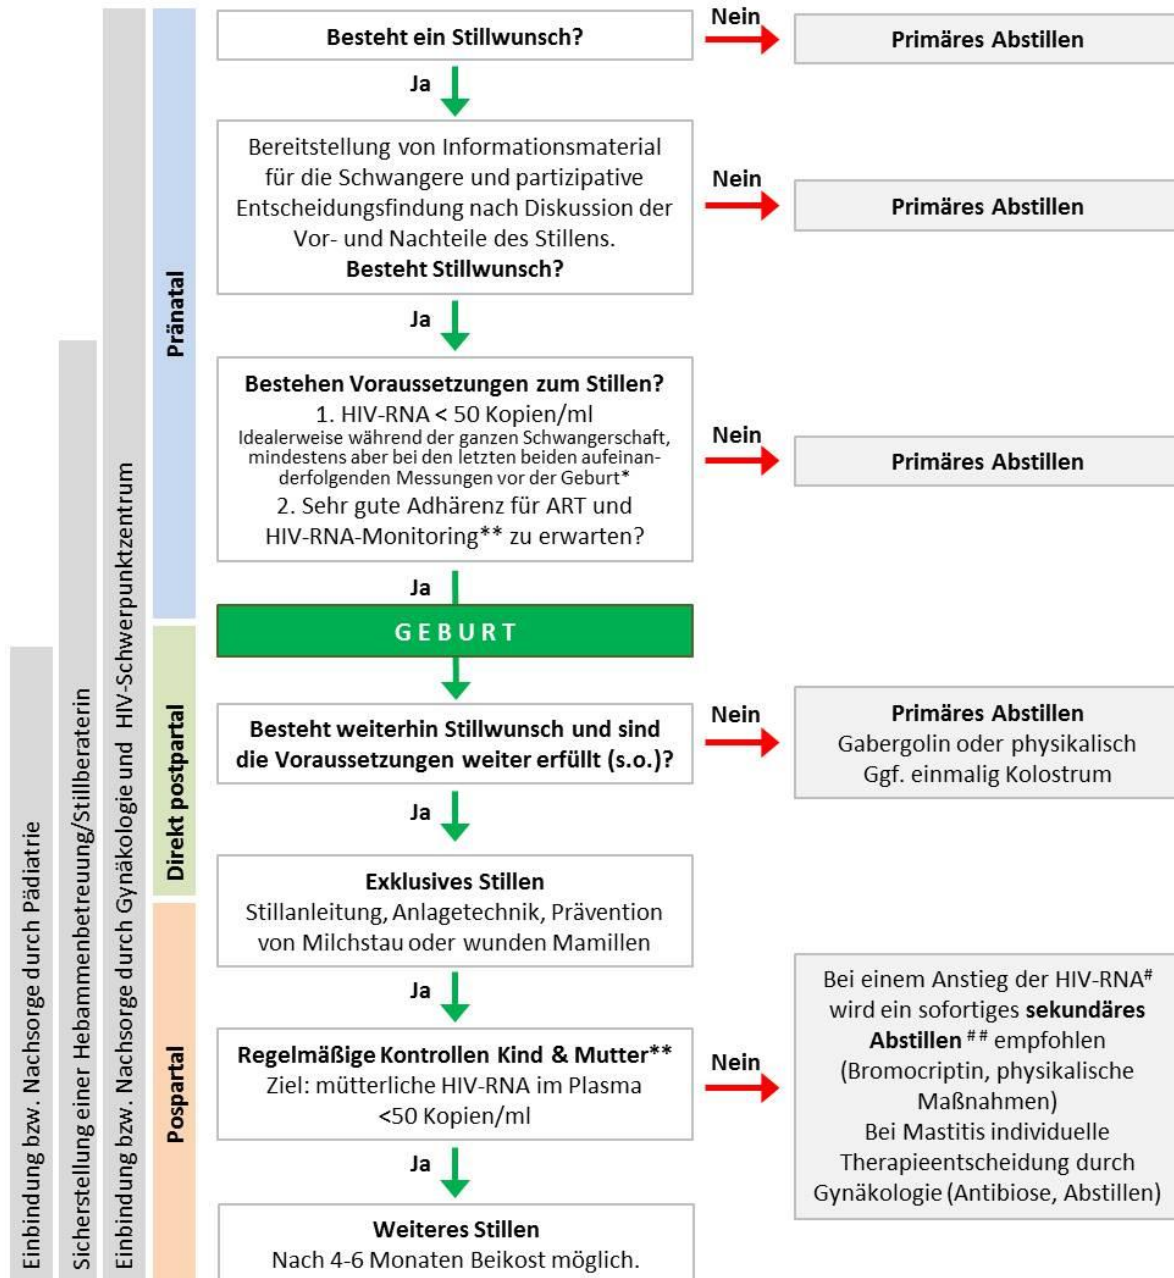 Besteht ein Stillwunsch?
Nein
Primäres Abstillen
Ja
Bereitstellung von Informationsmaterial
für die Schwangere und partizipative
Entscheidungsfindung nach Diskussion der
Vor- und Nachteile des Stillens.
Besteht Stillwunsch?
Nein
Primäres Abstillen
Ja
Bestehen Voraussetzungen zum Stillen?
1. HIV-RNA < 50 Kopien/ml
Idealerweise während der ganzen Schwangerschaft,
mindestens aber bei den letzten beiden aufeinan-
derfolgenden Messungen vor der Geburt*
2. Sehr gute Adhärenz für ART und
HIV-RNA-Monitoring** zu erwarten?
Nein
Primäres Abstillen
Ja
GEBURT
Besteht weiterhin Stillwunsch und sind
die Voraussetzungen weiter erfüllt (s.o.)?
Nein
Primäres Abstillen
Gabergolin oder physikalisch
Ggf. einmalig Kolostrum
Ja
Exklusives Stillen
Stillanleitung, Anlagetechnik, Prävention
von Milchstau oder wunden Mamillen
Ja
Regelmäßige Kontrollen Kind & Mutter**
Ziel: mütterliche HIV-RNA im Plasma
<50 Kopien/ml
Nein
Bei einem Anstieg der HIV-RNA#
wird ein sofortiges sekundäres
Abstillen ## empfohlen
(Bromocriptin, physikalische
Maßnahmen)
Bei Mastitis individuelle
Therapieentscheidung durch
Gynäkologie (Antibiose, Abstillen)
Ja
Weiteres Stillen
Nach 4-6 Monaten Beikost möglich.
Einbindung bzw. Nachsorge durch Pädiatrie
Sicherstellung einer Hebammenbetreuung/Stillberaterin
Einbindung bzw. Nachsorge durch Gynäkologie und HIV-Schwerpunktzentrum
Pränatal
Direkt postpartal
Pospartal